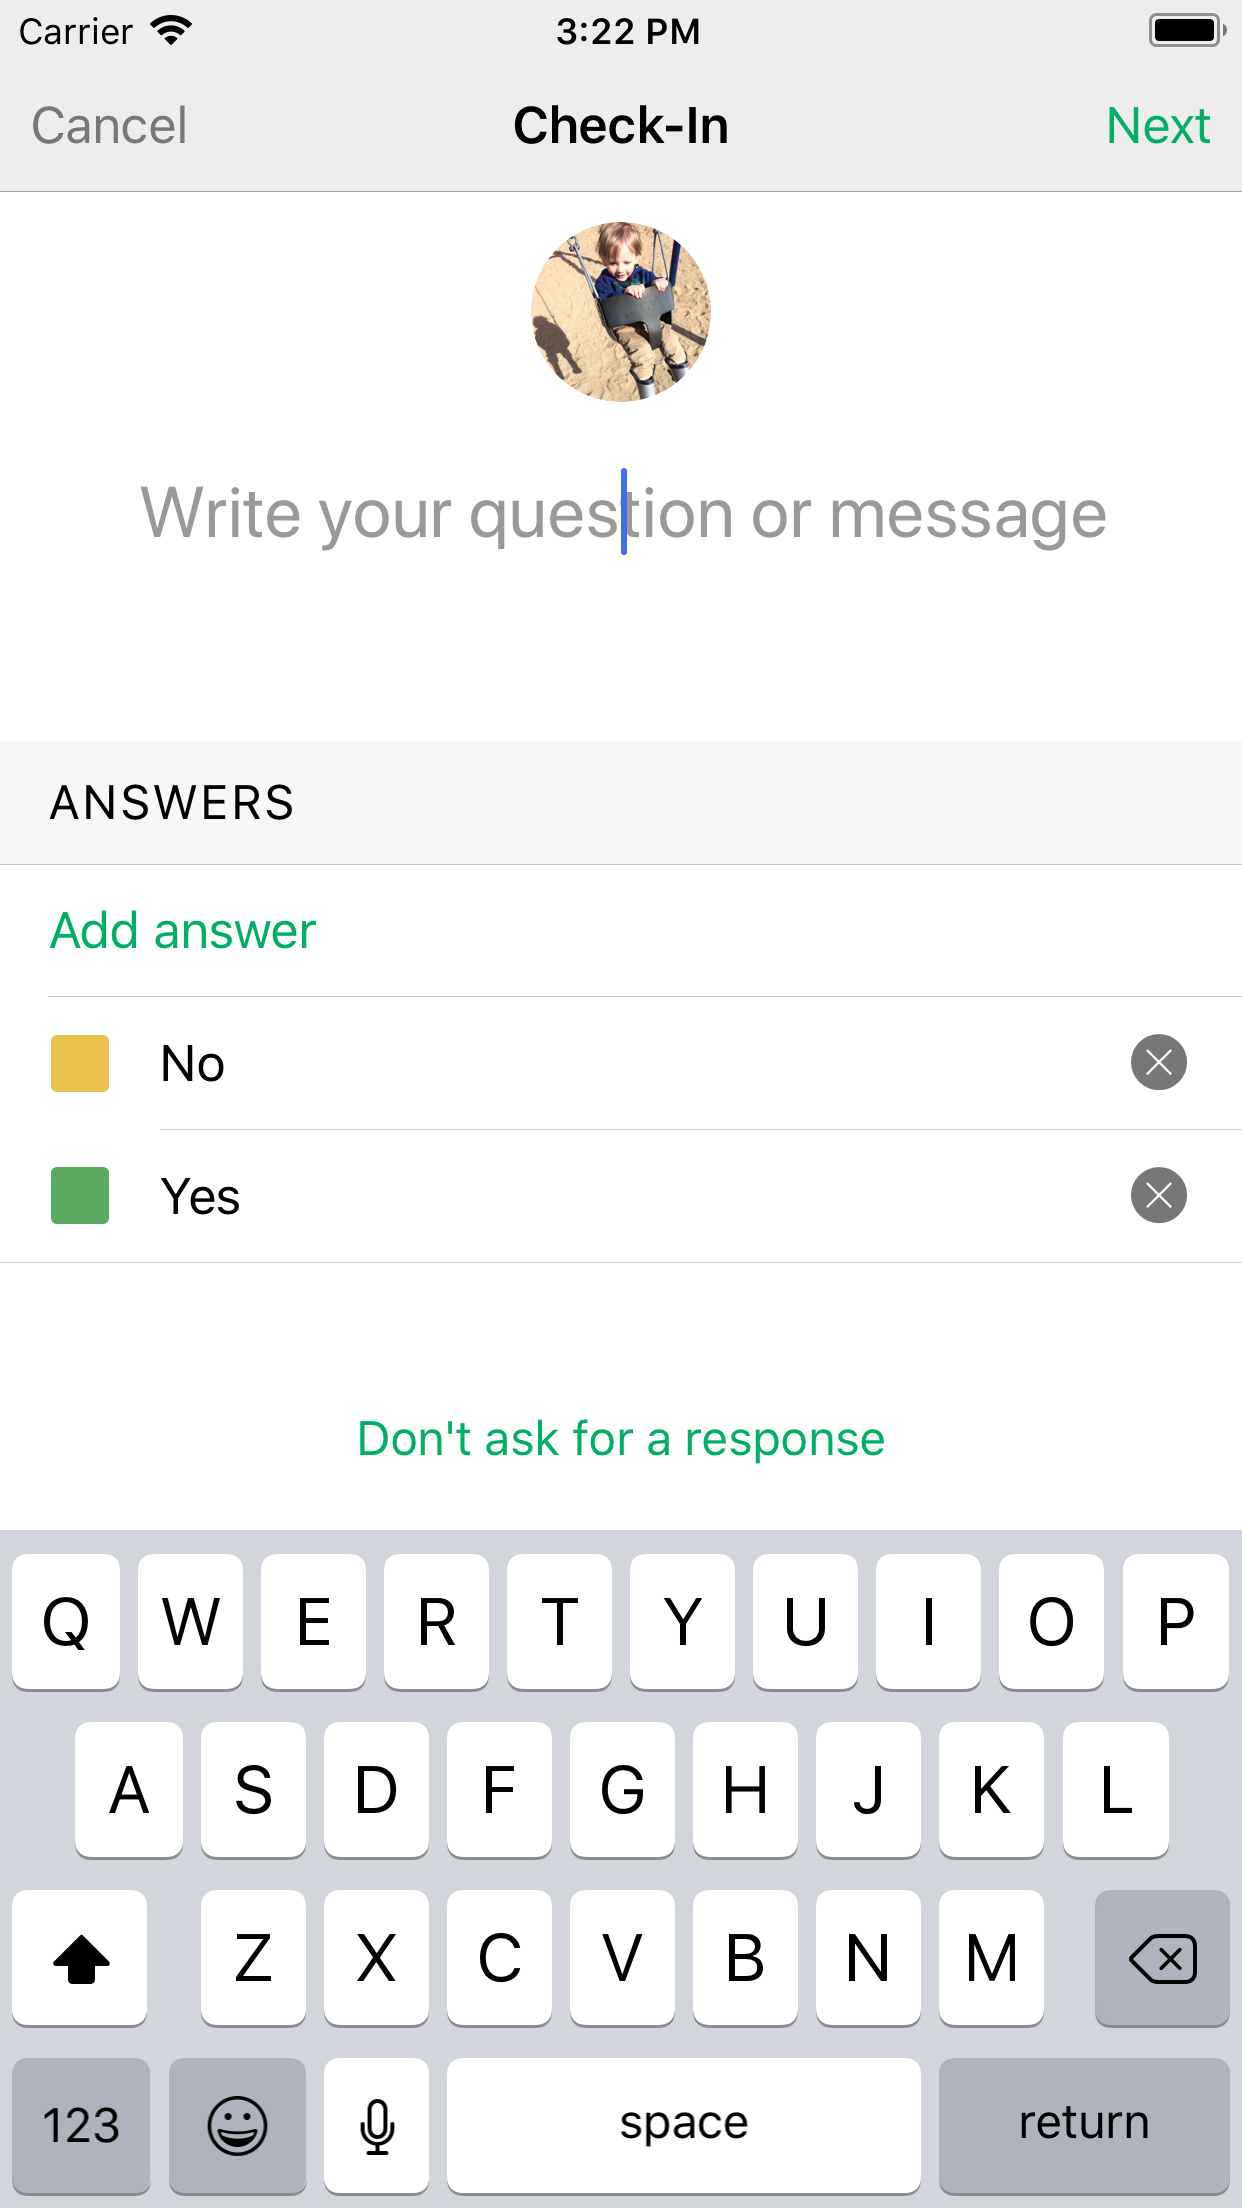 Carrier 3:22 PM
Cancel Check-In Next
Write your question or message
ANSWERS
Add answer
No
Yes
Don't ask for a response
Q W E R T Y U I O P
A S D F G H J K L
Z X C V B N M
123 space return